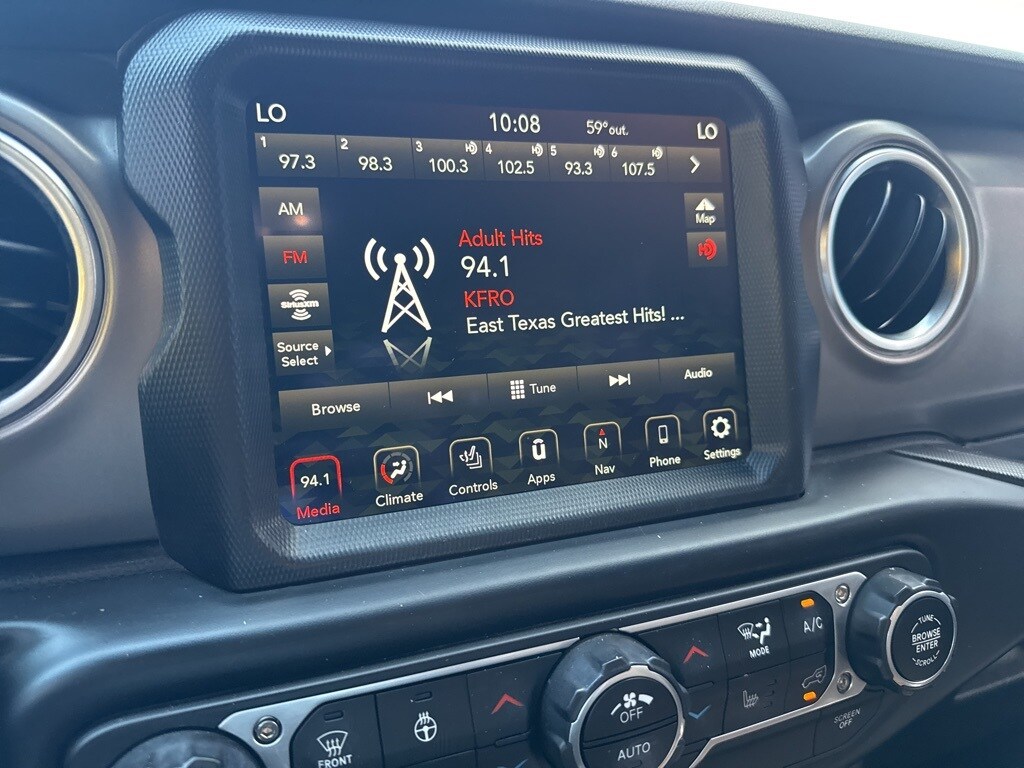 LO 10:08 59°out. LO
1 97.3 2 98.3 3 100.3 4 102.5 5 93.3 6 107.5
AM
FM
SiriusXM
Source
Select
Map
Adult Hits
94.1
KFRO
East Texas Greatest Hits! ...
Browse Tune Audio
94.1 Media
Climate
Controls
Apps
N Nav
Phone
Settings
FRONT
OFF
AUTO
MODE
A/C
SCREEN
OFF
TUNE
BROWSE
ENTER
SCROLL